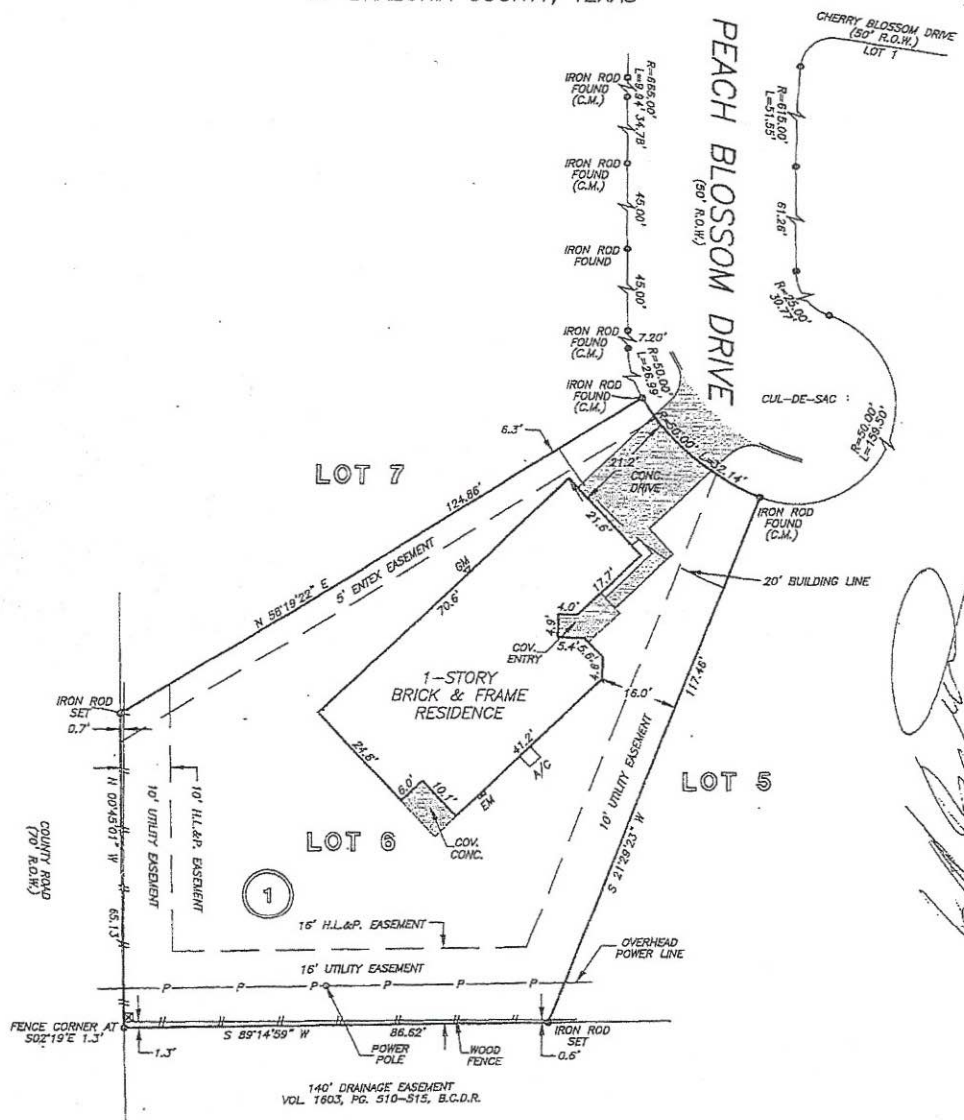 BRAZORIA COUNTY, TEXAS
CHERRY BLOSSOM DRIVE
(50' R.O.W.)
LOT 1
PEACH BLOSSOM DRIVE
(50' R.O.W.)
IRON ROD
FOUND
(C.M.)
R=665.00'
L=9.94'
34.78'
R=615.00'
L=51.55'
IRON ROD
FOUND
(C.M.)
45.00'
61.26'
IRON ROD
FOUND
45.00'
R=25.00'
30.77'
IRON ROD
FOUND
(C.M.)
7.20'
R=50.00'
L=26.99'
IRON ROD
FOUND
(C.M.)
CUL-DE-SAC
R=50.00'
L=159.50'
6.3'
R=50.00'
L=32.14'
21.2'
CONC.
DRIVE
LOT 7
IRON ROD
FOUND
(C.M.)
124.86'
N 58°19'22" E
5' ENTEX EASEMENT
21.6'
GM
70.6'
20' BUILDING LINE
17.7'
4.0'
4.9'
5.4'
5.6'
COV.
ENTRY
1-STORY
BRICK & FRAME
RESIDENCE
16.0'
117.46'
IRON ROD
SET
0.7'
24.8'
41.2'
A/C
6.0'
10.1'
EM
COV.
CONC.
10' UTILITY EASEMENT
S 21°29'23" W
LOT 5
LOT 6
COUNTY ROAD
(70' R.O.W.)
N 00°45'01" W
65.13'
10' UTILITY EASEMENT
10' H.L.&P. EASEMENT
1
16' H.L.&P. EASEMENT
OVERHEAD
POWER LINE
16' UTILITY EASEMENT
P P P P P P
FENCE CORNER AT
S02°19'E 1.3'
S 89°14'59" W
86.62'
IRON ROD
SET
1.3'
POWER
POLE
WOOD
FENCE
0.6'
140' DRAINAGE EASEMENT
VOL. 1603, PG. 510-515, B.C.D.R.